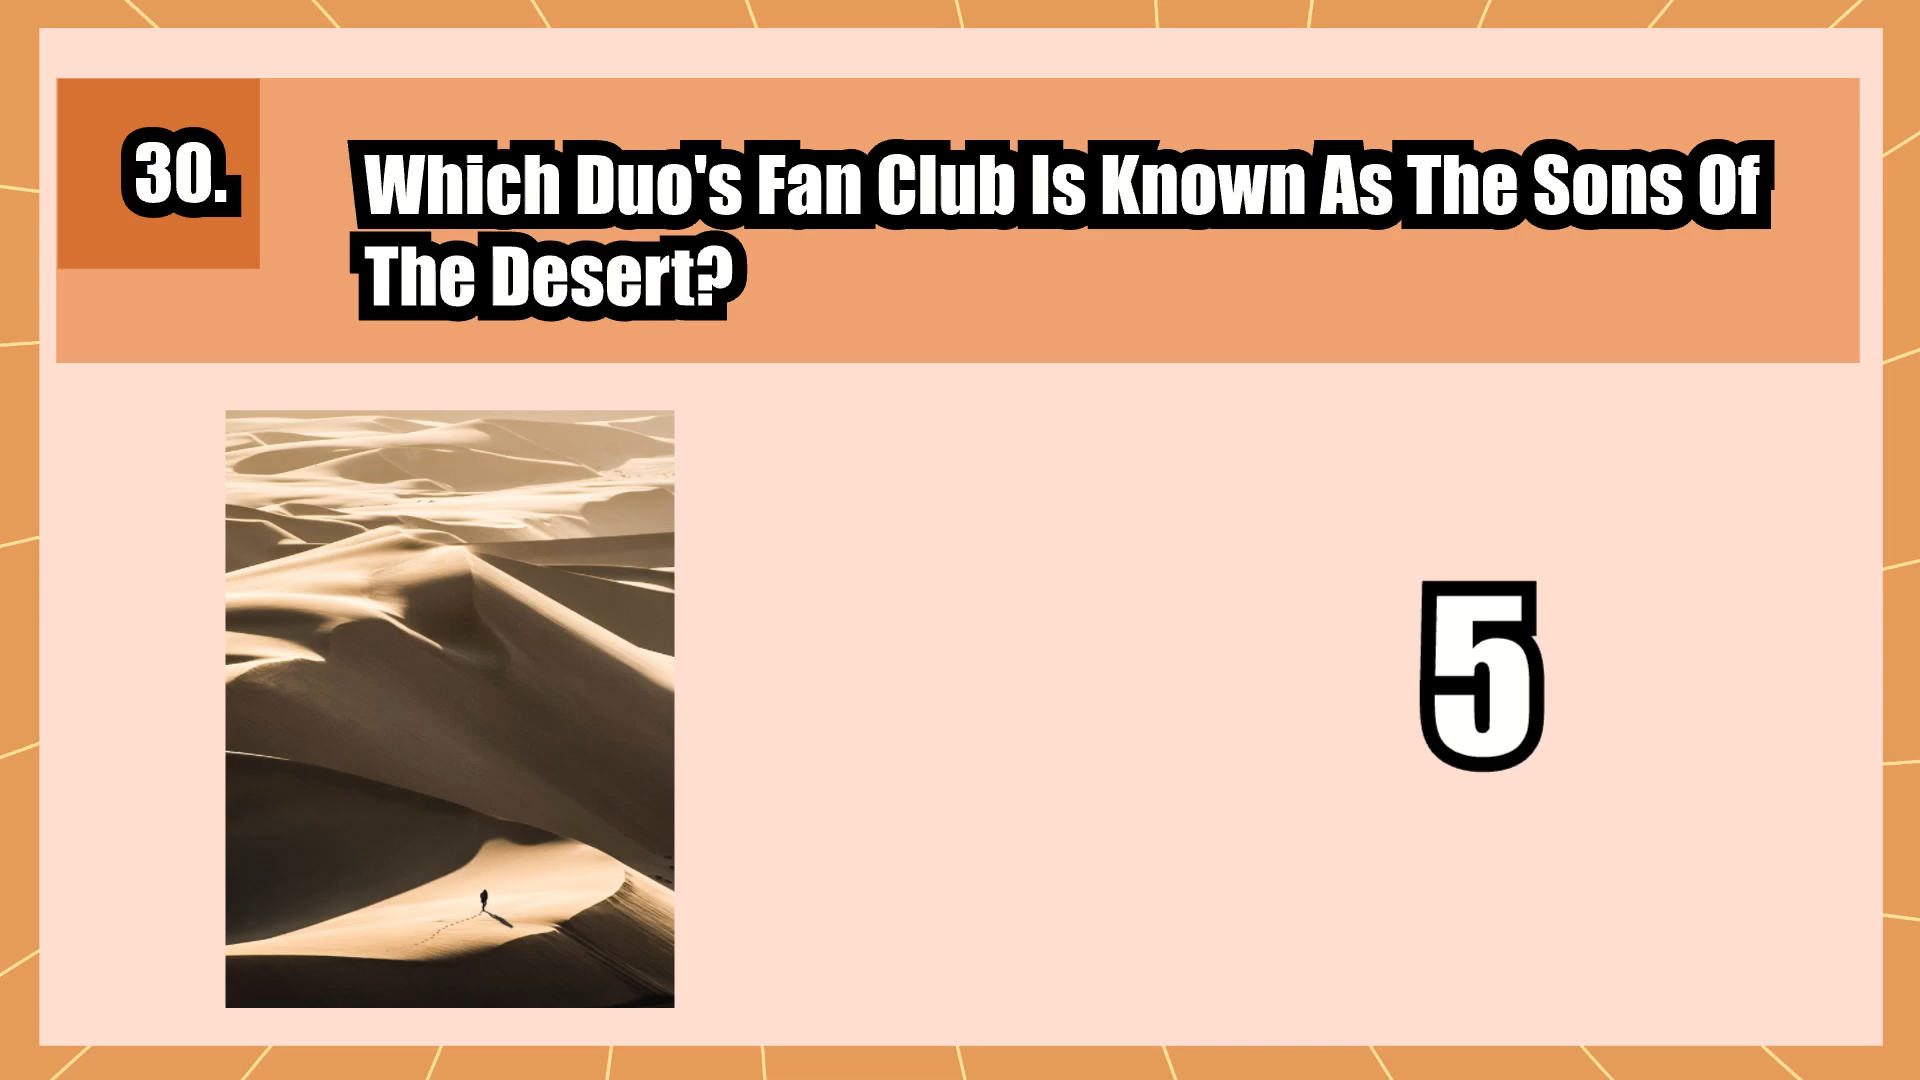 30.
Which Duo's Fan Club Is Known As The Sons Of
The Desert?
5